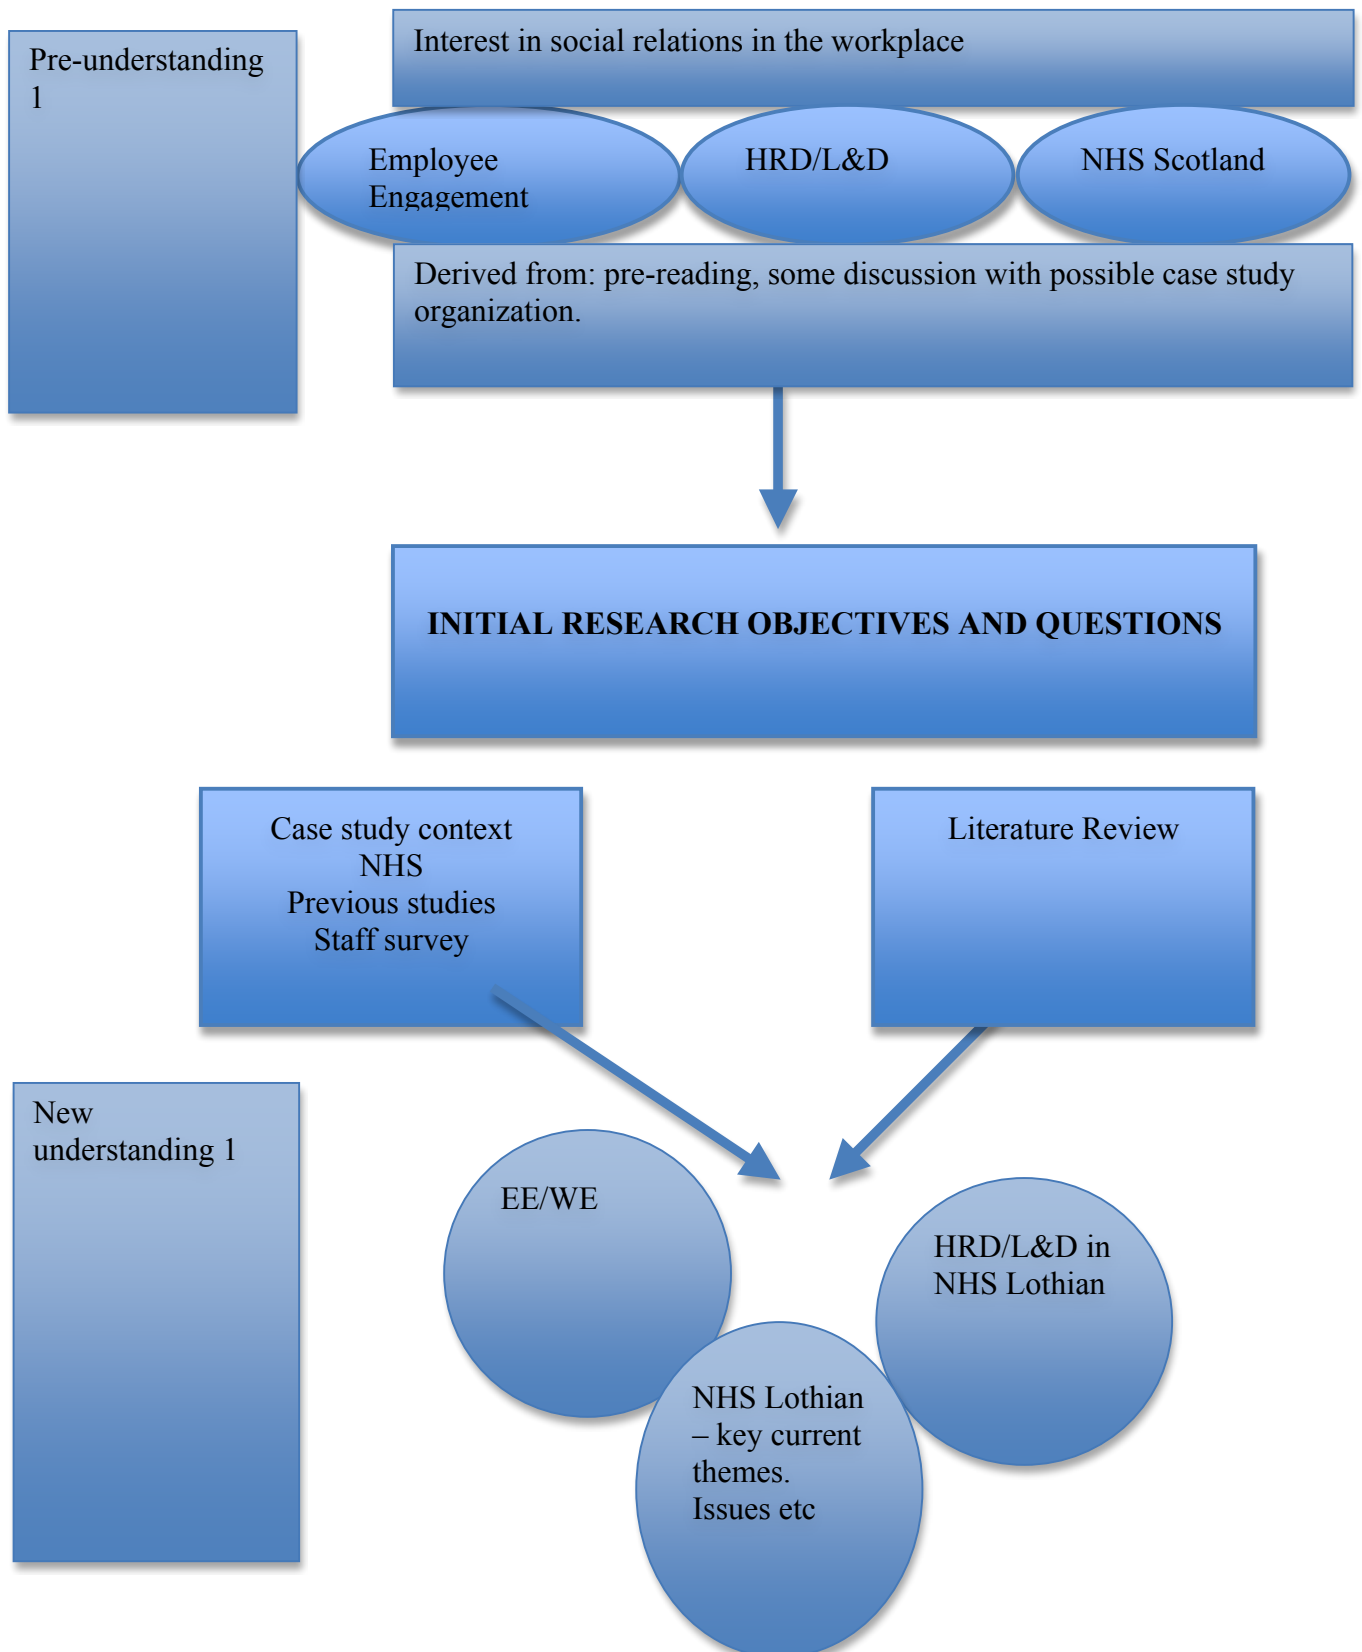 Pre-understanding
1
Interest in social relations in the workplace
Employee
Engagement
HRD/L&D
NHS Scotland
Derived from: pre-reading, some discussion with possible case study
organization.
INITIAL RESEARCH OBJECTIVES AND QUESTIONS
Case study context
NHS
Previous studies
Staff survey
Literature Review
New
understanding 1
EE/WE
HRD/L&D in
NHS Lothian
NHS Lothian
– key current
themes.
Issues etc